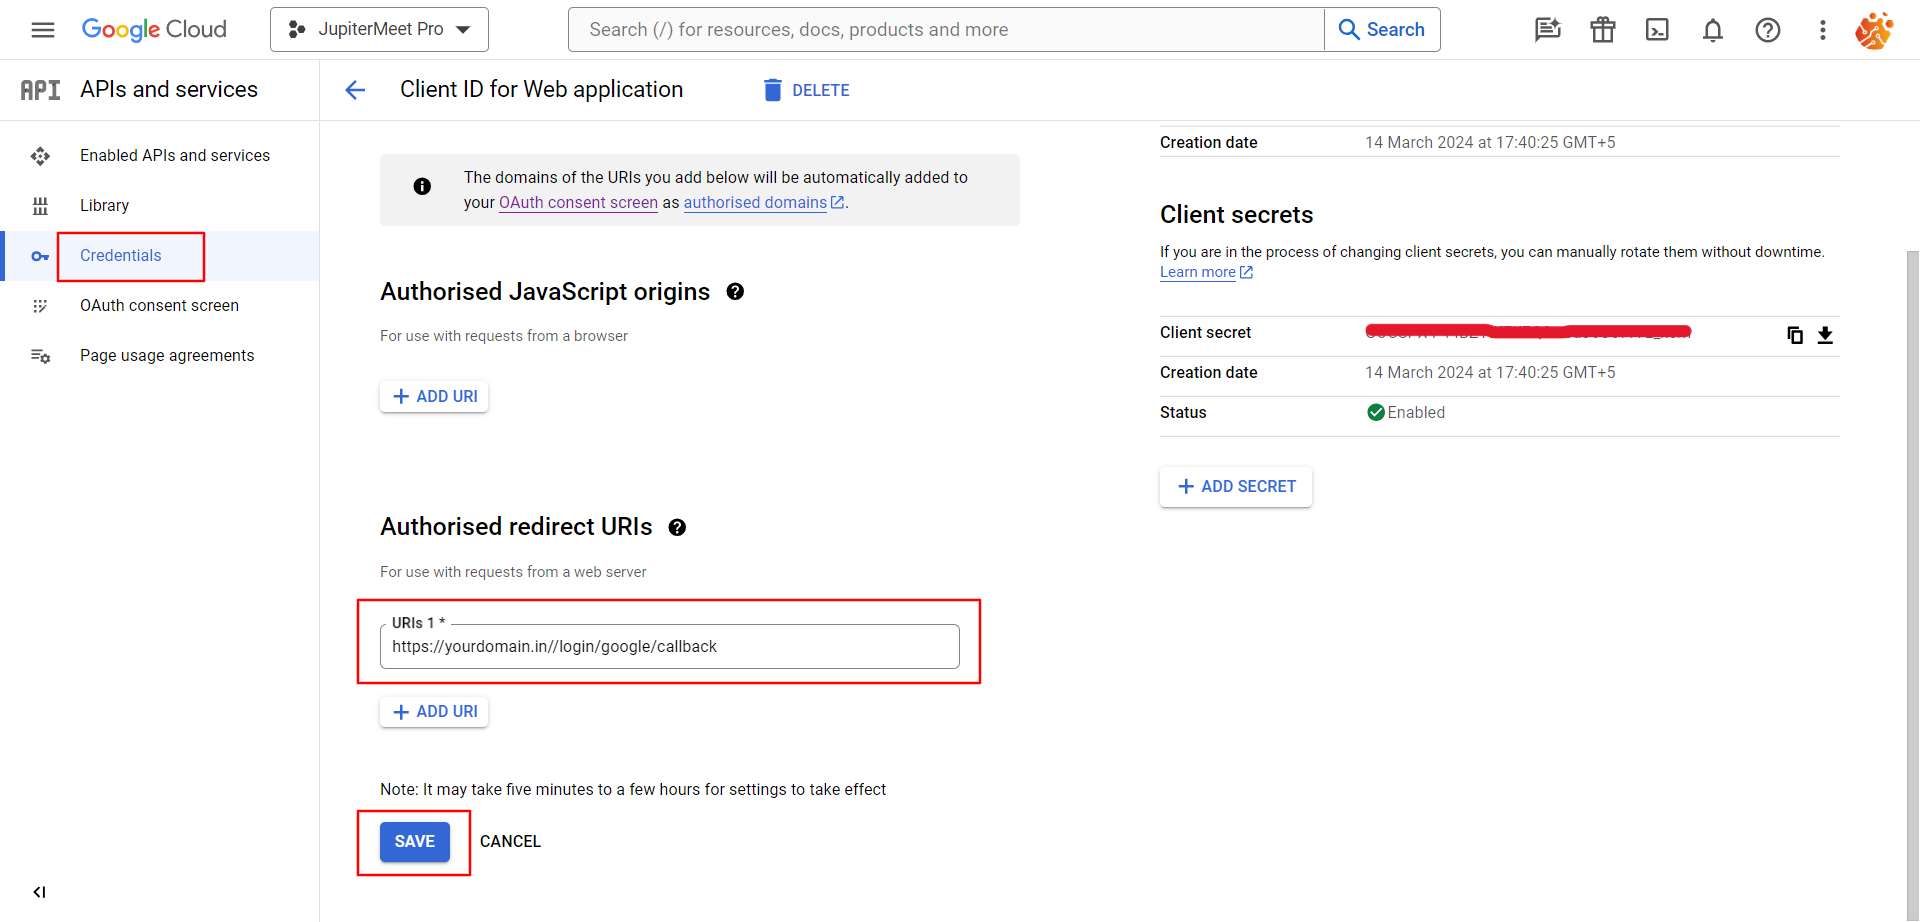 Google Cloud
JupiterMeet Pro
Search (/) for resources, docs, products and more
Search
API
APIs and services
Client ID for Web application
DELETE
Enabled APIs and services
Library
Credentials
OAuth consent screen
Page usage agreements
The domains of the URIs you add below will be automatically added to
your OAuth consent screen as authorised domains.
Authorised JavaScript origins
For use with requests from a browser
ADD URI
Authorised redirect URIs
For use with requests from a web server
URIs 1 *
https://yourdomain.in//login/google/callback
ADD URI
Note: It may take five minutes to a few hours for settings to take effect
SAVE
CANCEL
Creation date
14 March 2024 at 17:40:25 GMT+5
Client secrets
If you are in the process of changing client secrets, you can manually rotate them without downtime.
Learn more
Client secret
Creation date
14 March 2024 at 17:40:25 GMT+5
Status
Enabled
ADD SECRET